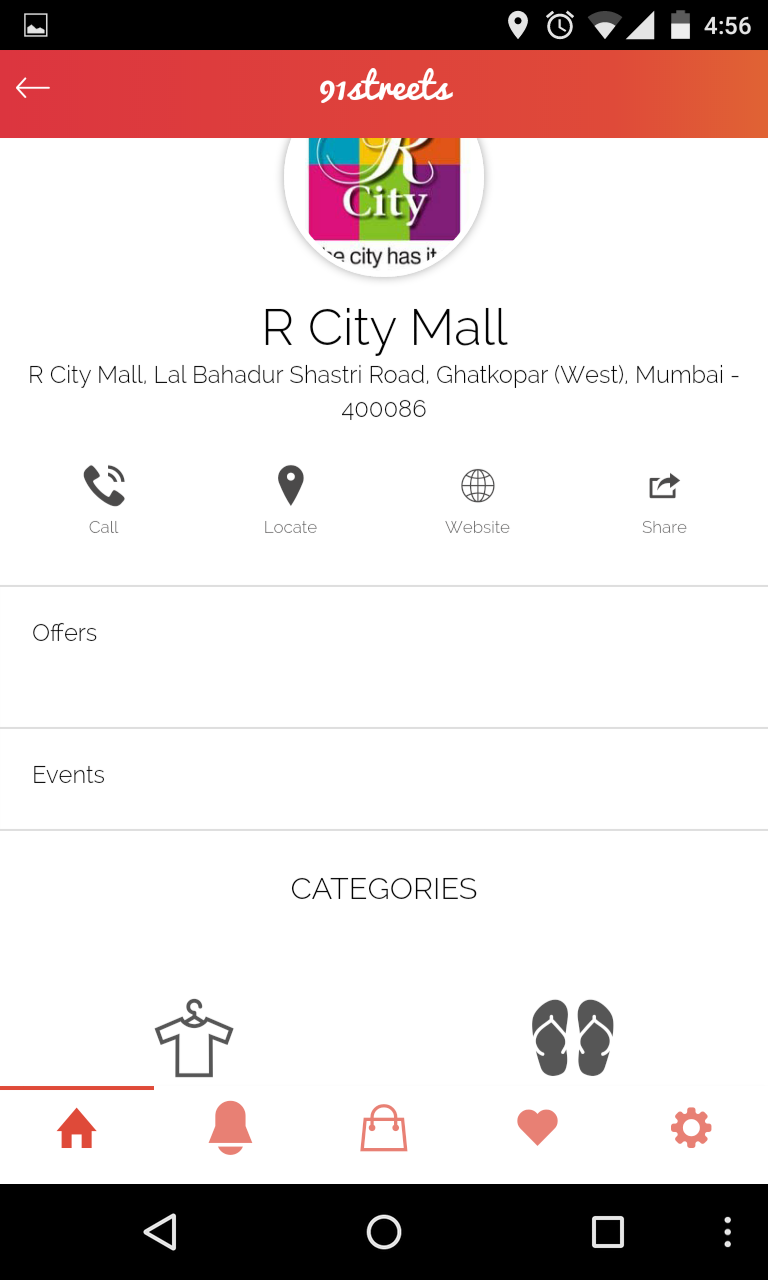 4:56
91streets
R
City
he city has it
R City Mall
R City Mall, Lal Bahadur Shastri Road, Ghatkopar (West), Mumbai -
400086
Call Locate Website Share
Offers
Events
CATEGORIES